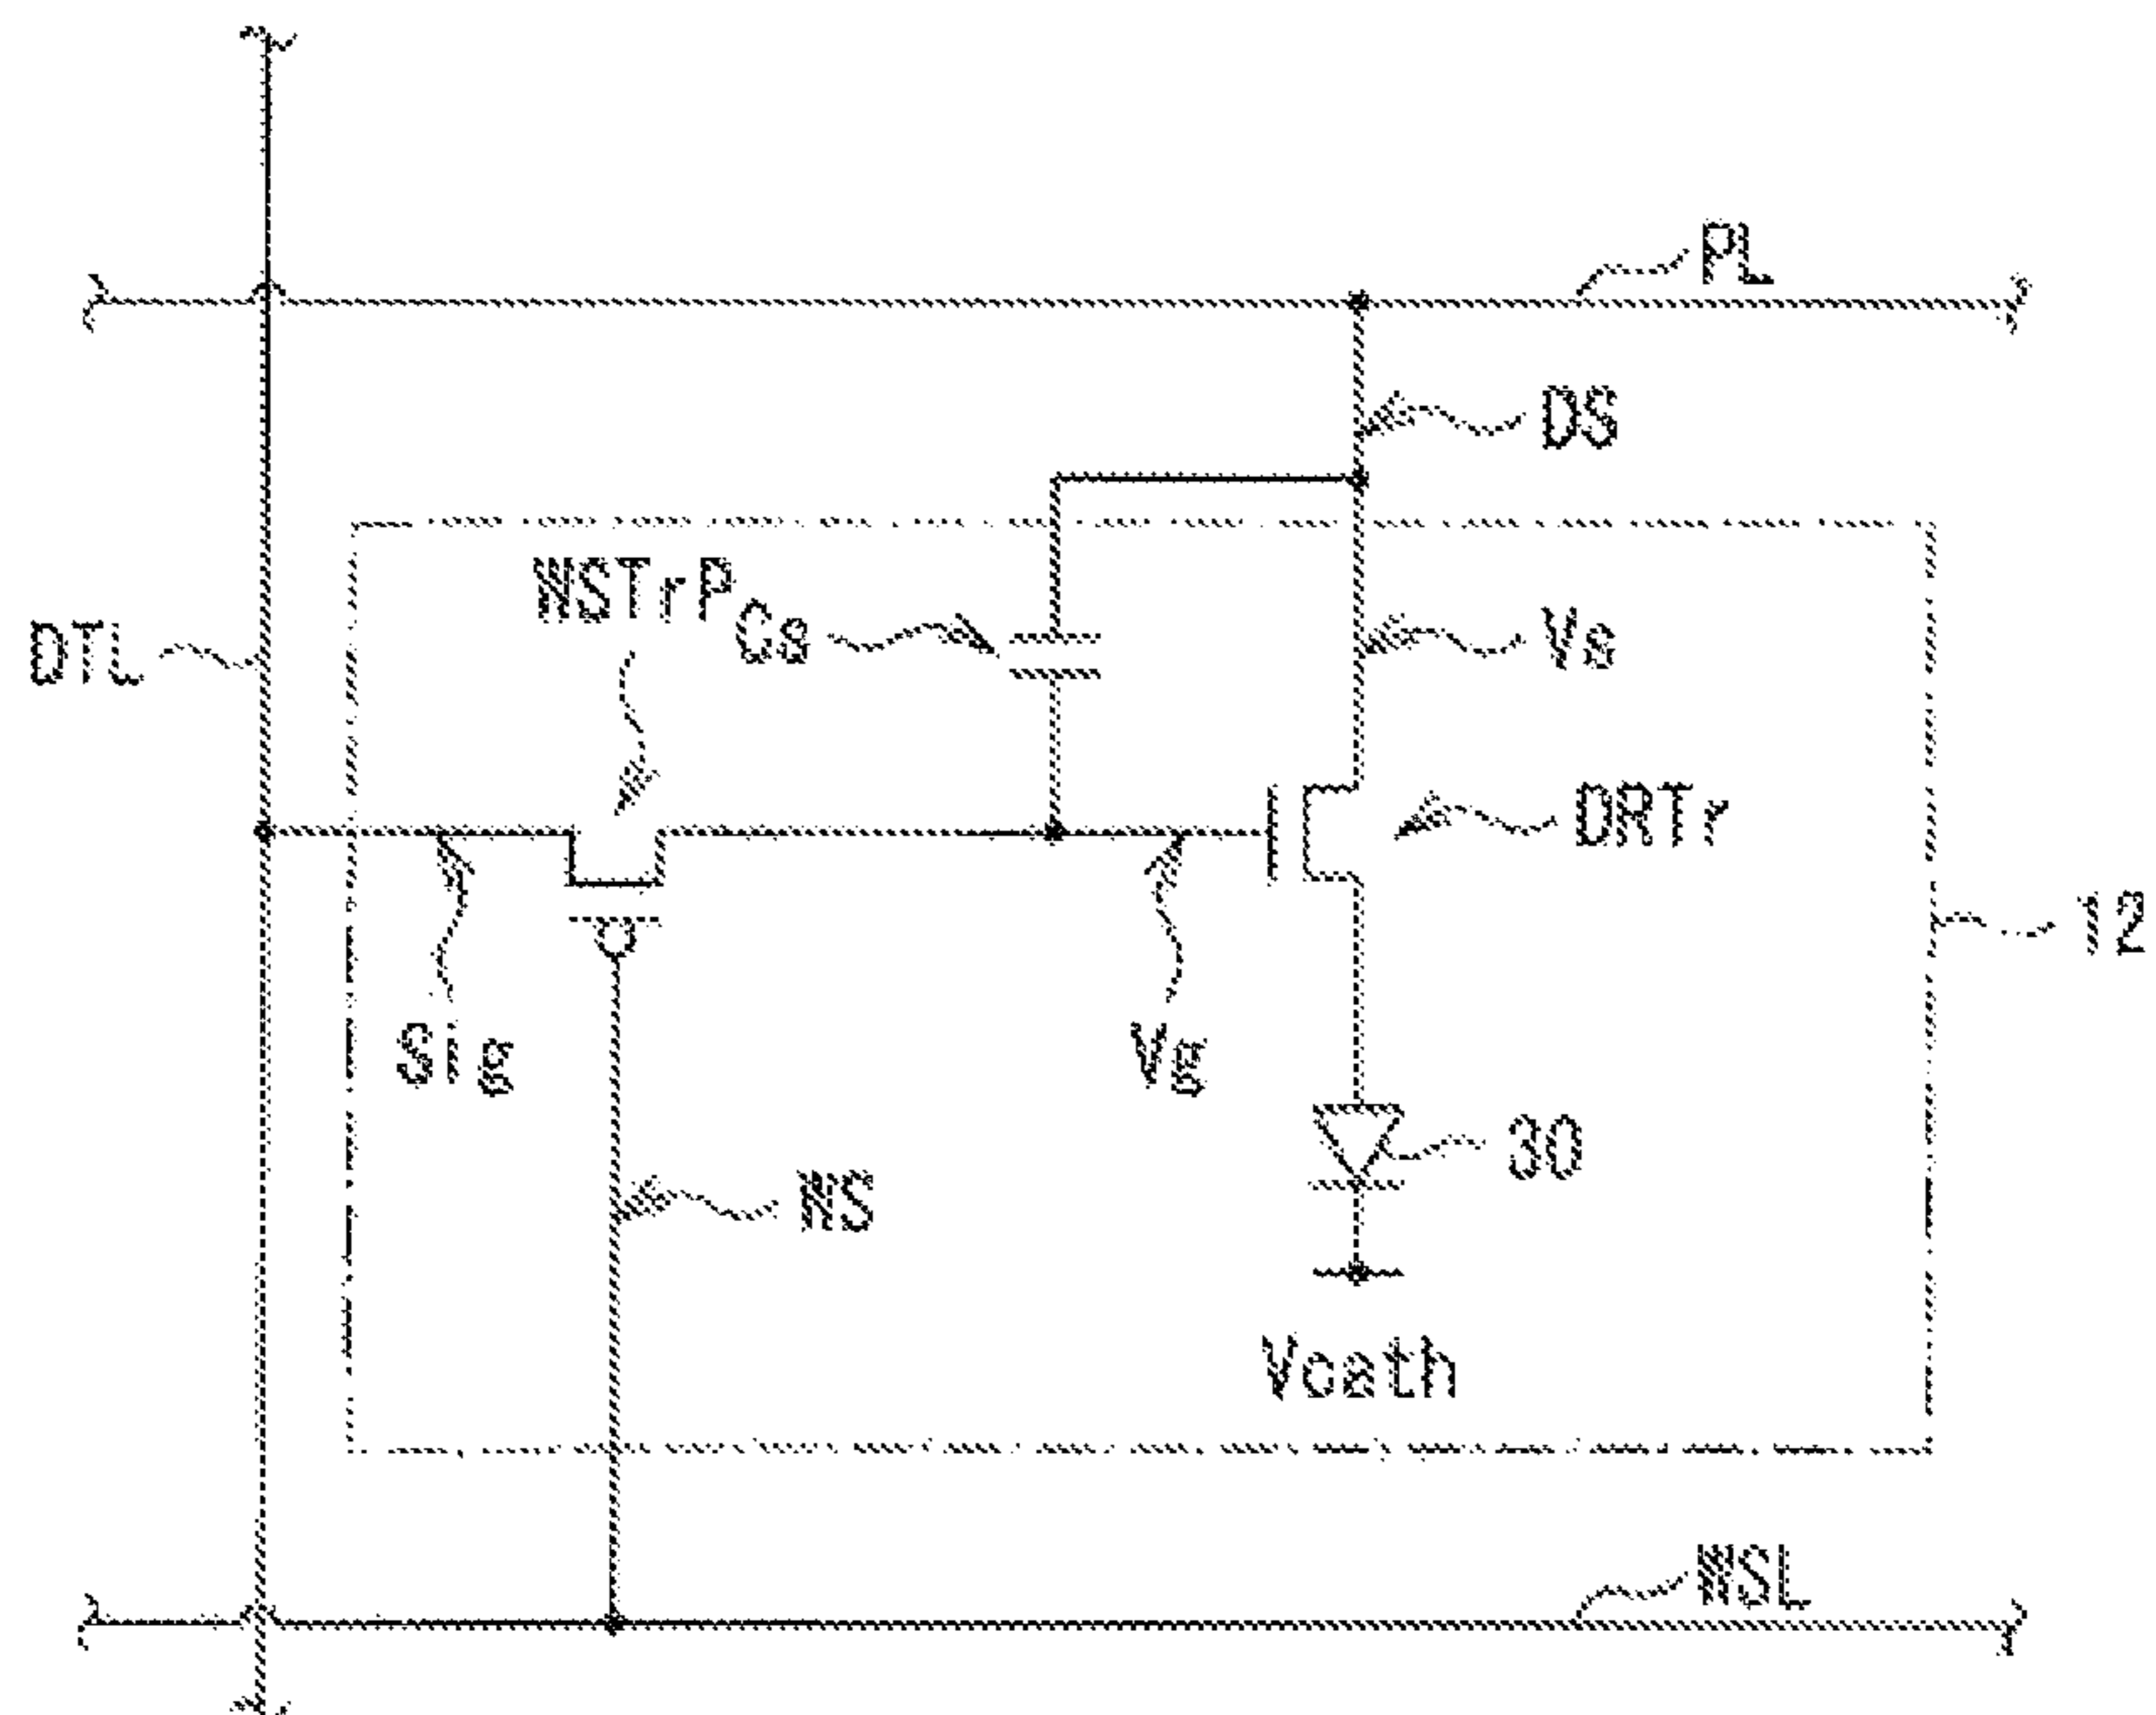 PL
DS
WSTrP
Cs
Vs
DTL
DRTr
12
Sig
Vg
30
WS
Vcath
WSL